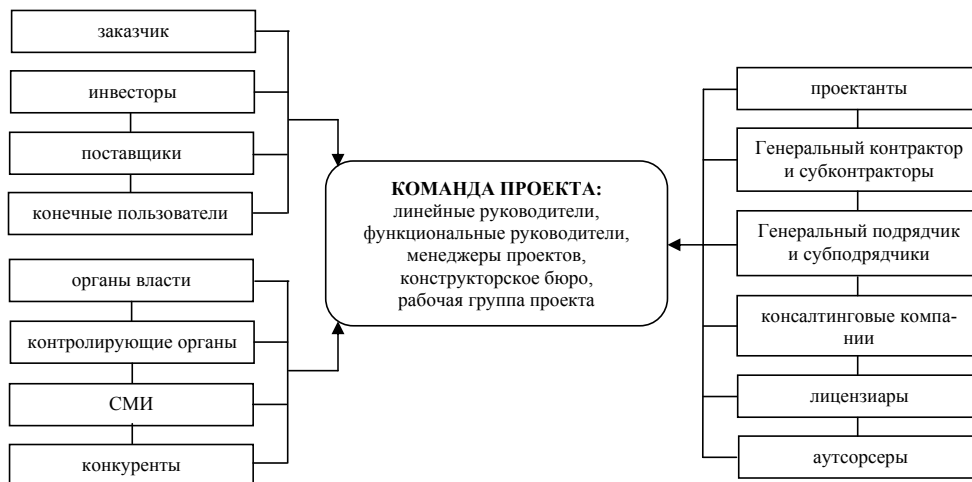 заказчик
инвесторы
поставщики
конечные пользователи
органы власти
контролирующие органы
СМИ
конкуренты
КОМАНДА ПРОЕКТА:
линейные руководители,
функциональные руководители,
менеджеры проектов,
конструкторское бюро,
рабочая группа проекта
проектанты
Генеральный контрактор
и субконтракторы
Генеральный подрядчик
и субподрядчики
консалтинговые компа-
нии
лицензиары
аутсорсеры